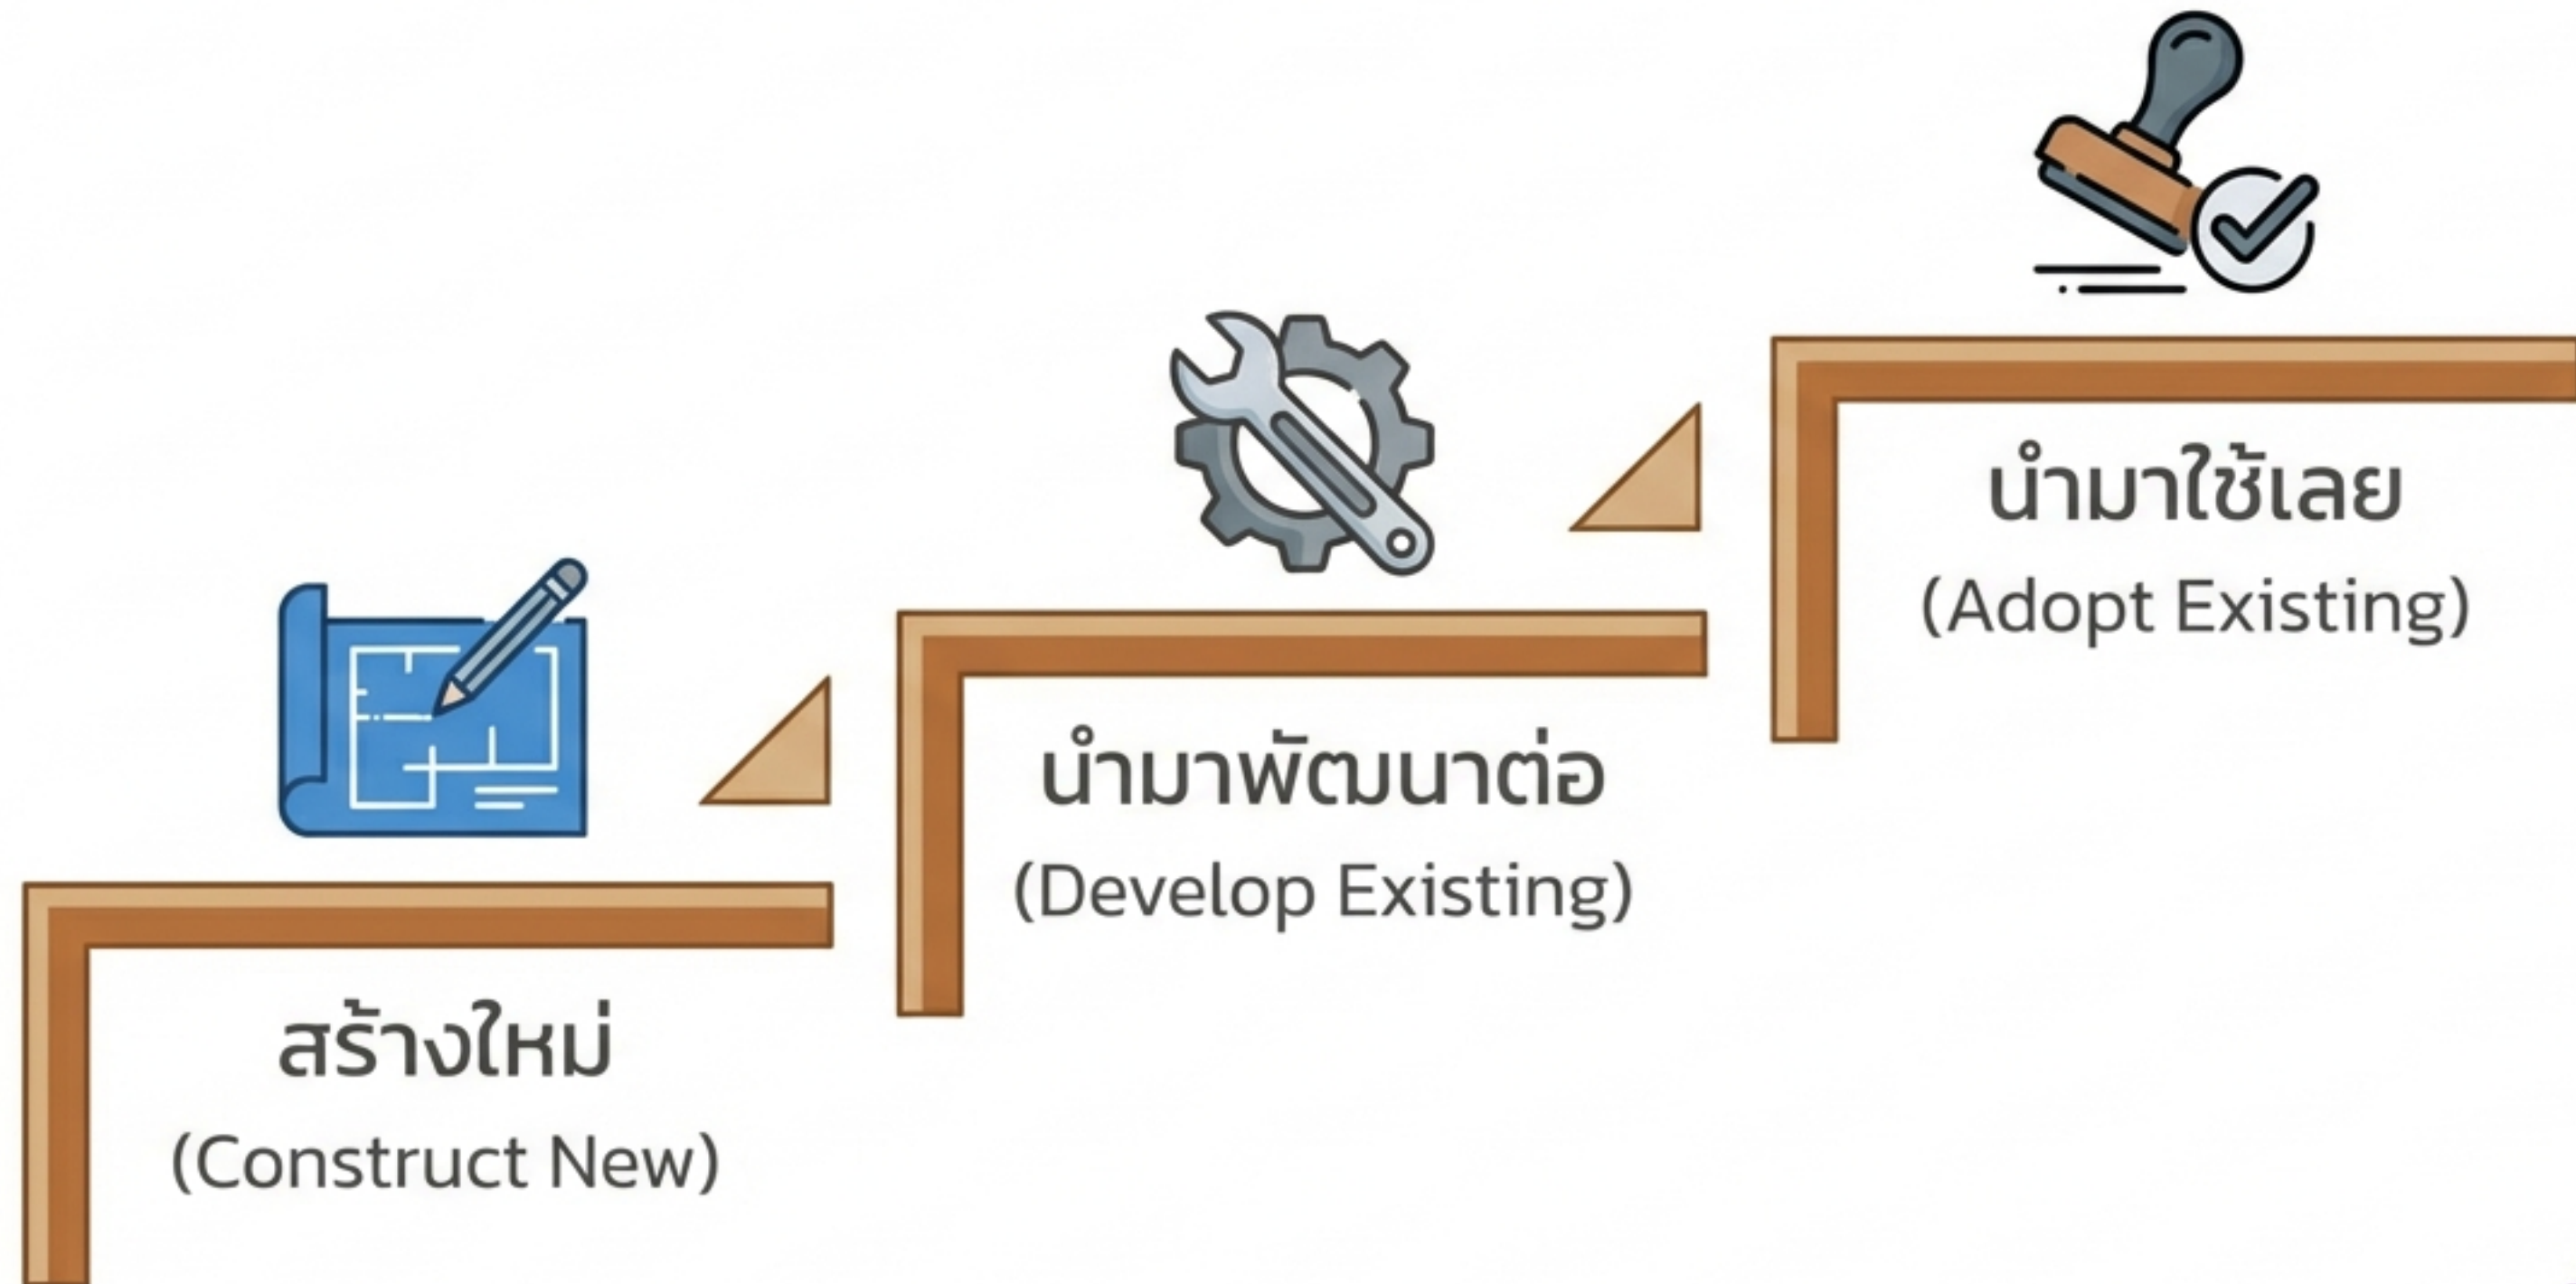 สร้างใหม่
(Construct New)
นำมาพัฒนาต่อ
(Develop Existing)
นำมาใช้เลย
(Adopt Existing)